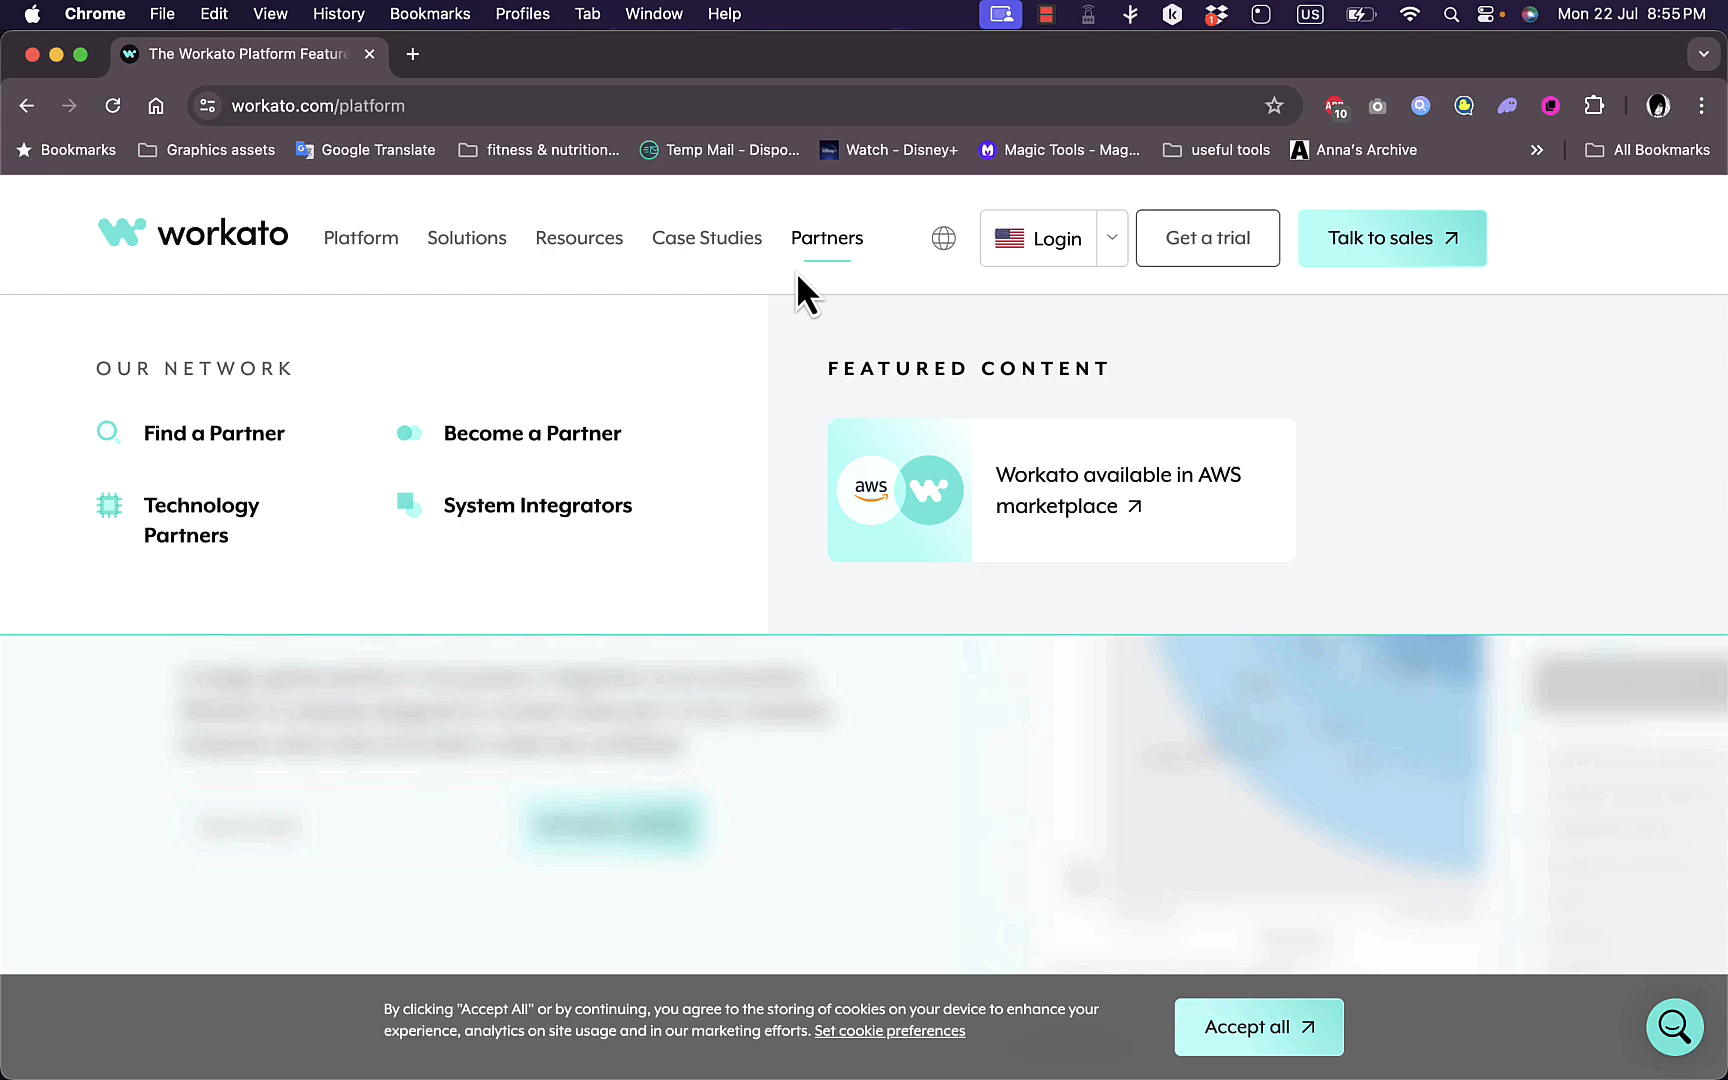 Chrome File Edit View History Bookmarks Profiles Tab Window Help US Mon 22 Jul 8:55 PM
The Workato Platform Feature
workato.com/platform
10
Bookmarks Graphics assets Google Translate fitness & nutrition... Temp Mail - Dispo... Watch - Disney+ Magic Tools - Mag... useful tools Anna's Archive All Bookmarks
workato Platform Solutions Resources Case Studies Partners Login Get a trial Talk to sales
OUR NETWORK
Find a Partner
Become a Partner
Technology
Partners
System Integrators
FEATURED CONTENT
aws
Workato available in AWS
marketplace
By clicking "Accept All" or by continuing, you agree to the storing of cookies on your device to enhance your
experience, analytics on site usage and in our marketing efforts. Set cookie preferences
Accept all